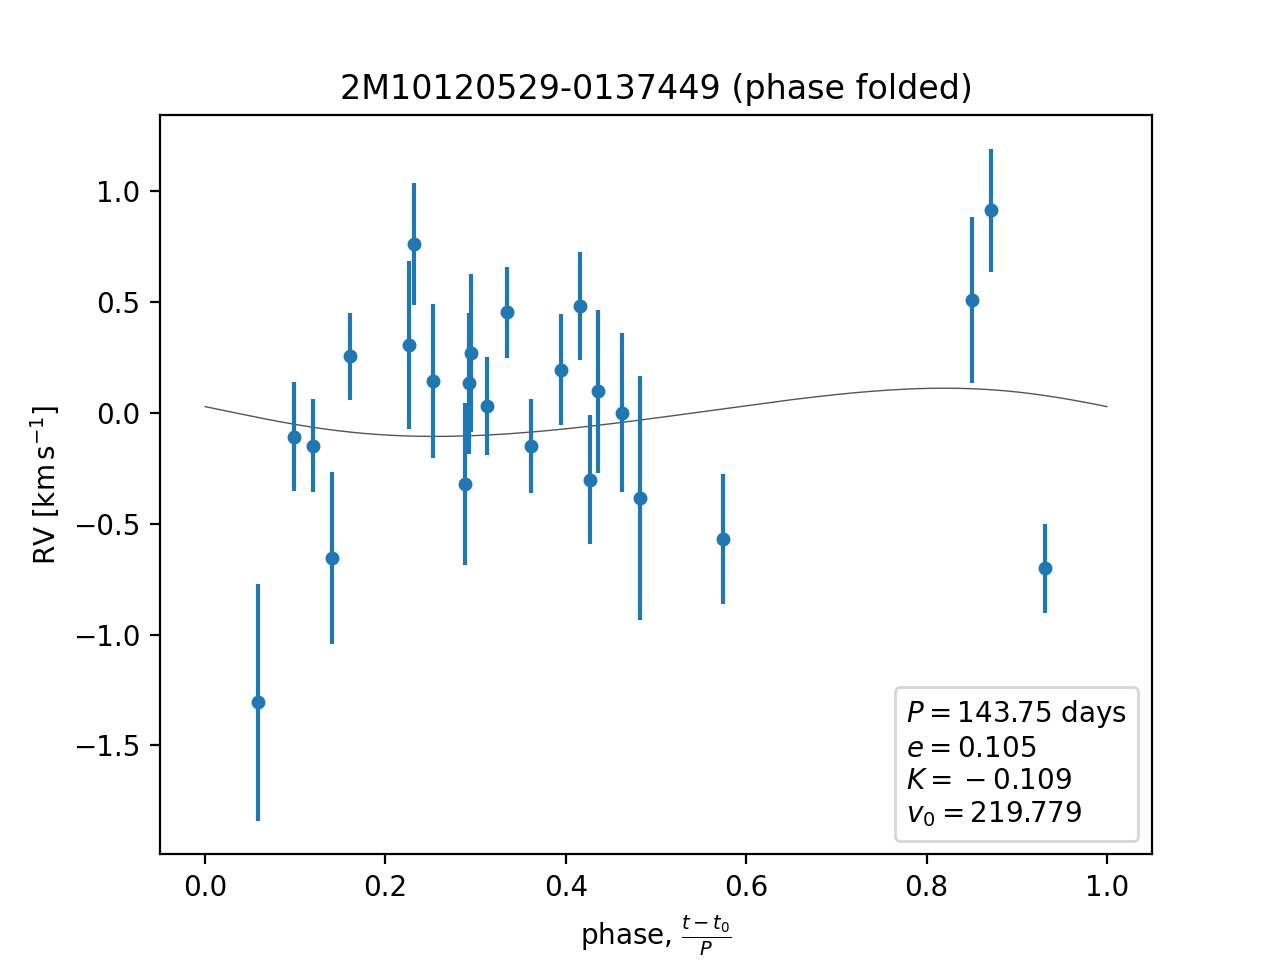 2M10120529-0137449 (phase folded)
RV [km s⁻¹]
1.0
0.5
0.0
−0.5
−1.0
−1.5
0.0 0.2 0.4 0.6 0.8 1.0
phase, (t − t₀)/P
P = 143.75 days
e = 0.105
K = −0.109
v₀ = 219.779